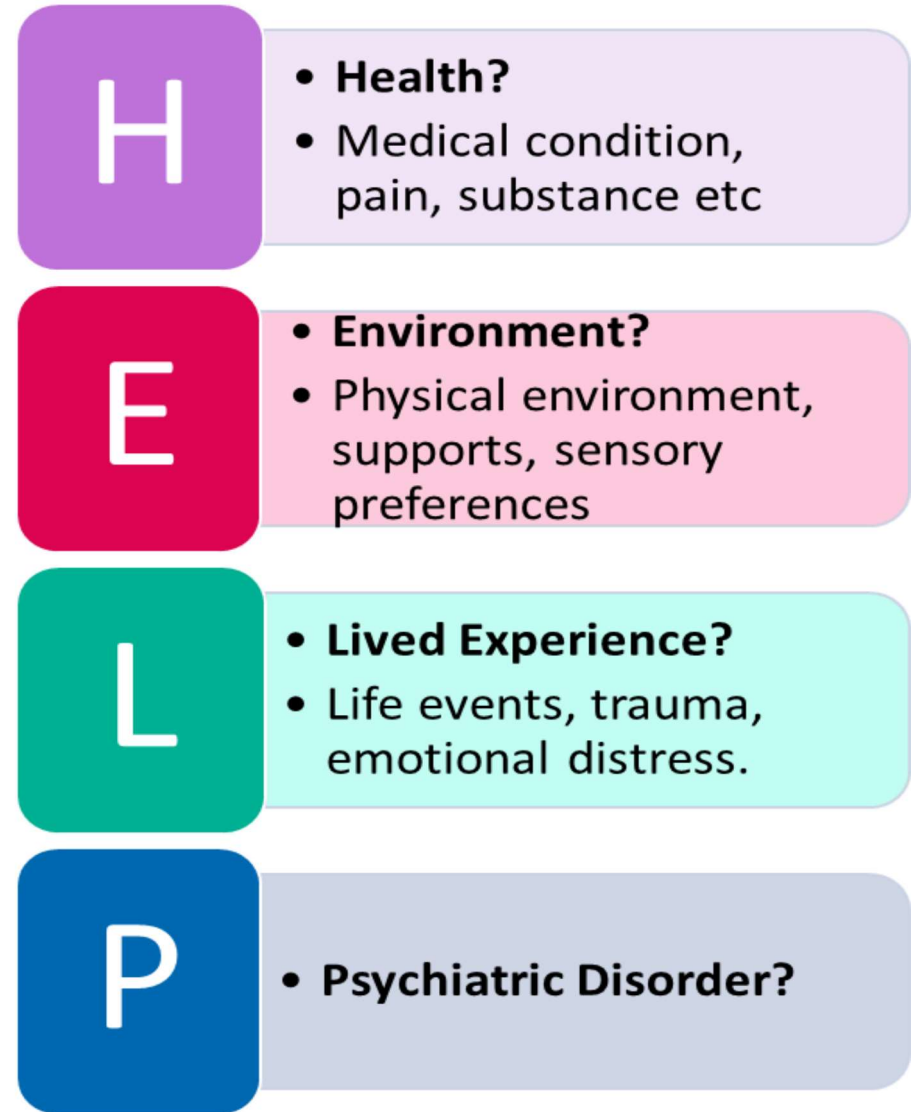 H
• Health?
• Medical condition,
pain, substance etc
E
• Environment?
• Physical environment,
supports, sensory
preferences
L
• Lived Experience?
• Life events, trauma,
emotional distress.
P
• Psychiatric Disorder?